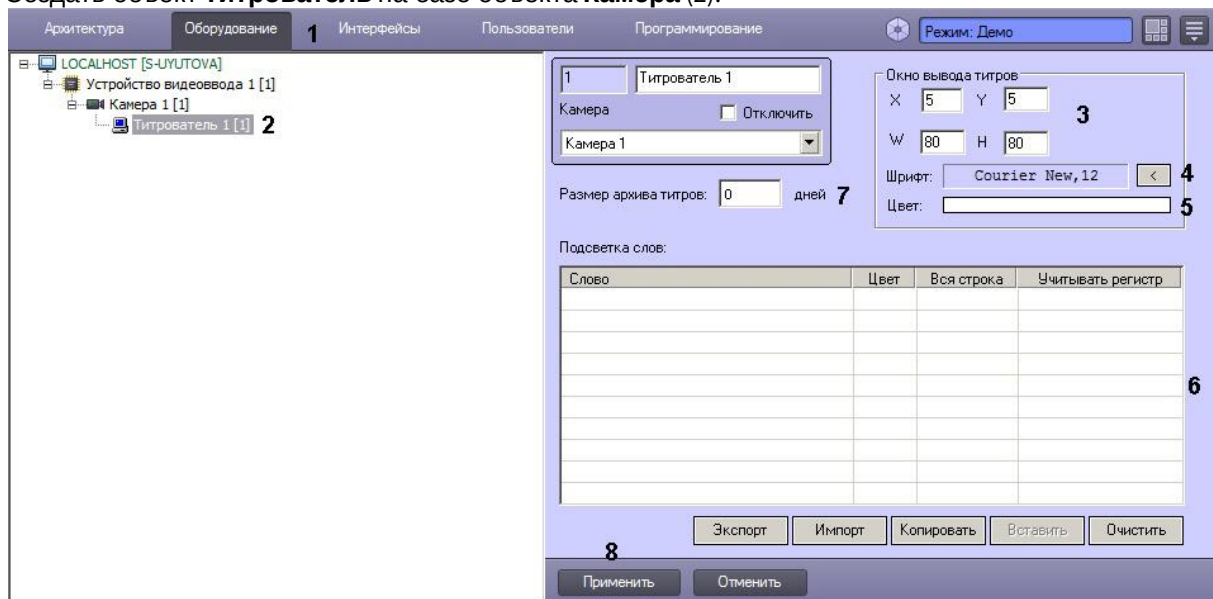 Создать объект Титрователь на базе объекта Камера (2).
Архитектура Оборудование 1 Интерфейсы Пользователи Программирование Режим: Демо
LOCALHOST [S-UYUTOVA]
Устройство видеоввода 1 [1]
Камера 1 [1]
Титрователь 1 [1] 2
1 Титрователь 1
Камера Отключить
Камера 1
Размер архива титров: 0 дней 7
Окно вывода титров
X 5 Y 5 3
W 80 H 80
Шрифт: Courier New,12 < 4
Цвет: 5
Подсветка слов:
Слово Цвет Вся строка Учитывать регистр
6
Экспорт Импорт Копировать Вставить Очистить
8
Применить Отменить